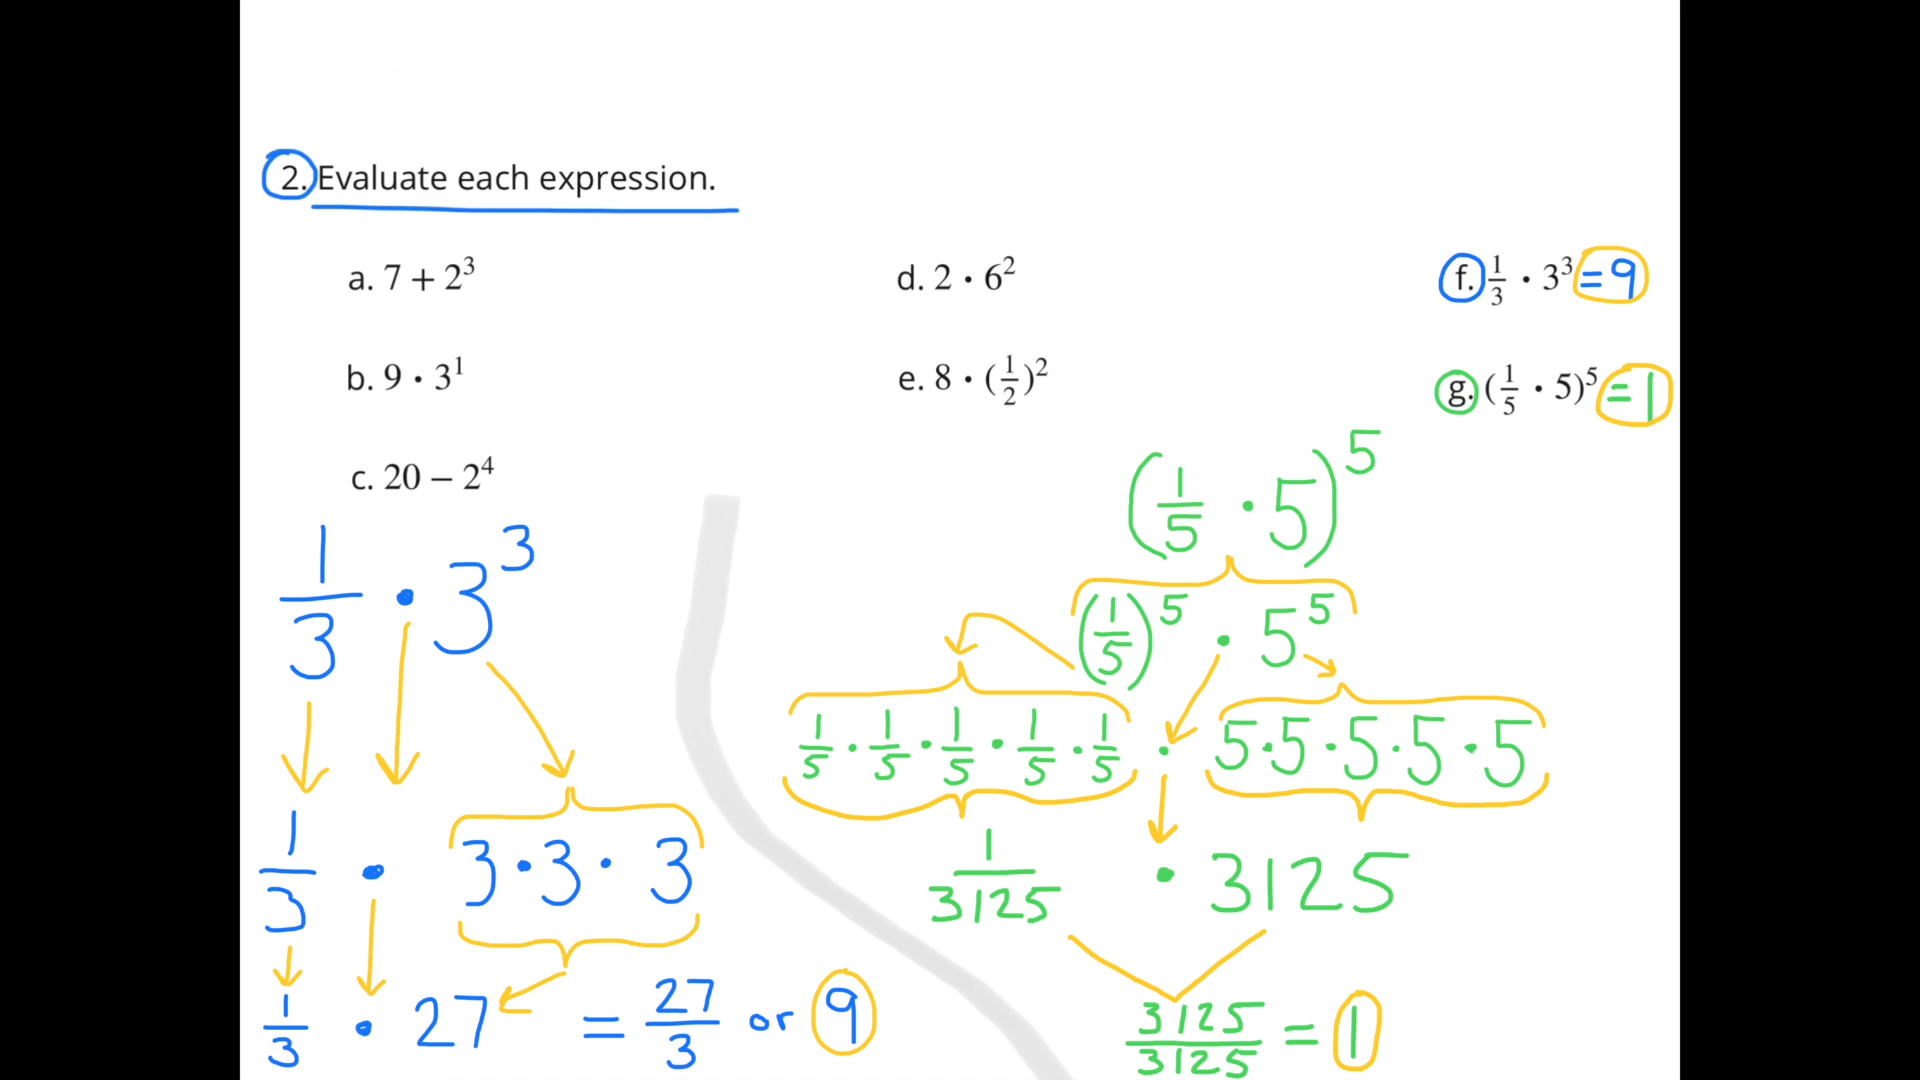 2. Evaluate each expression.
a. 7 + 2³
d. 2 · 6²
f. 1/3 · 3³ = 9
b. 9 · 3¹
e. 8 · (1/2)²
g. (1/5 · 5)⁵ = 1
c. 20 − 2⁴
1/3 · 3³
1/3 · 3 · 3 · 3
1/3 · 27 = 27/3 or 9
(1/5 · 5)⁵
(1/5)⁵ · 5⁵
1/5 · 1/5 · 1/5 · 1/5 · 1/5 · 5 · 5 · 5 · 5 · 5
1/3125 · 3125
3125/3125 = 1